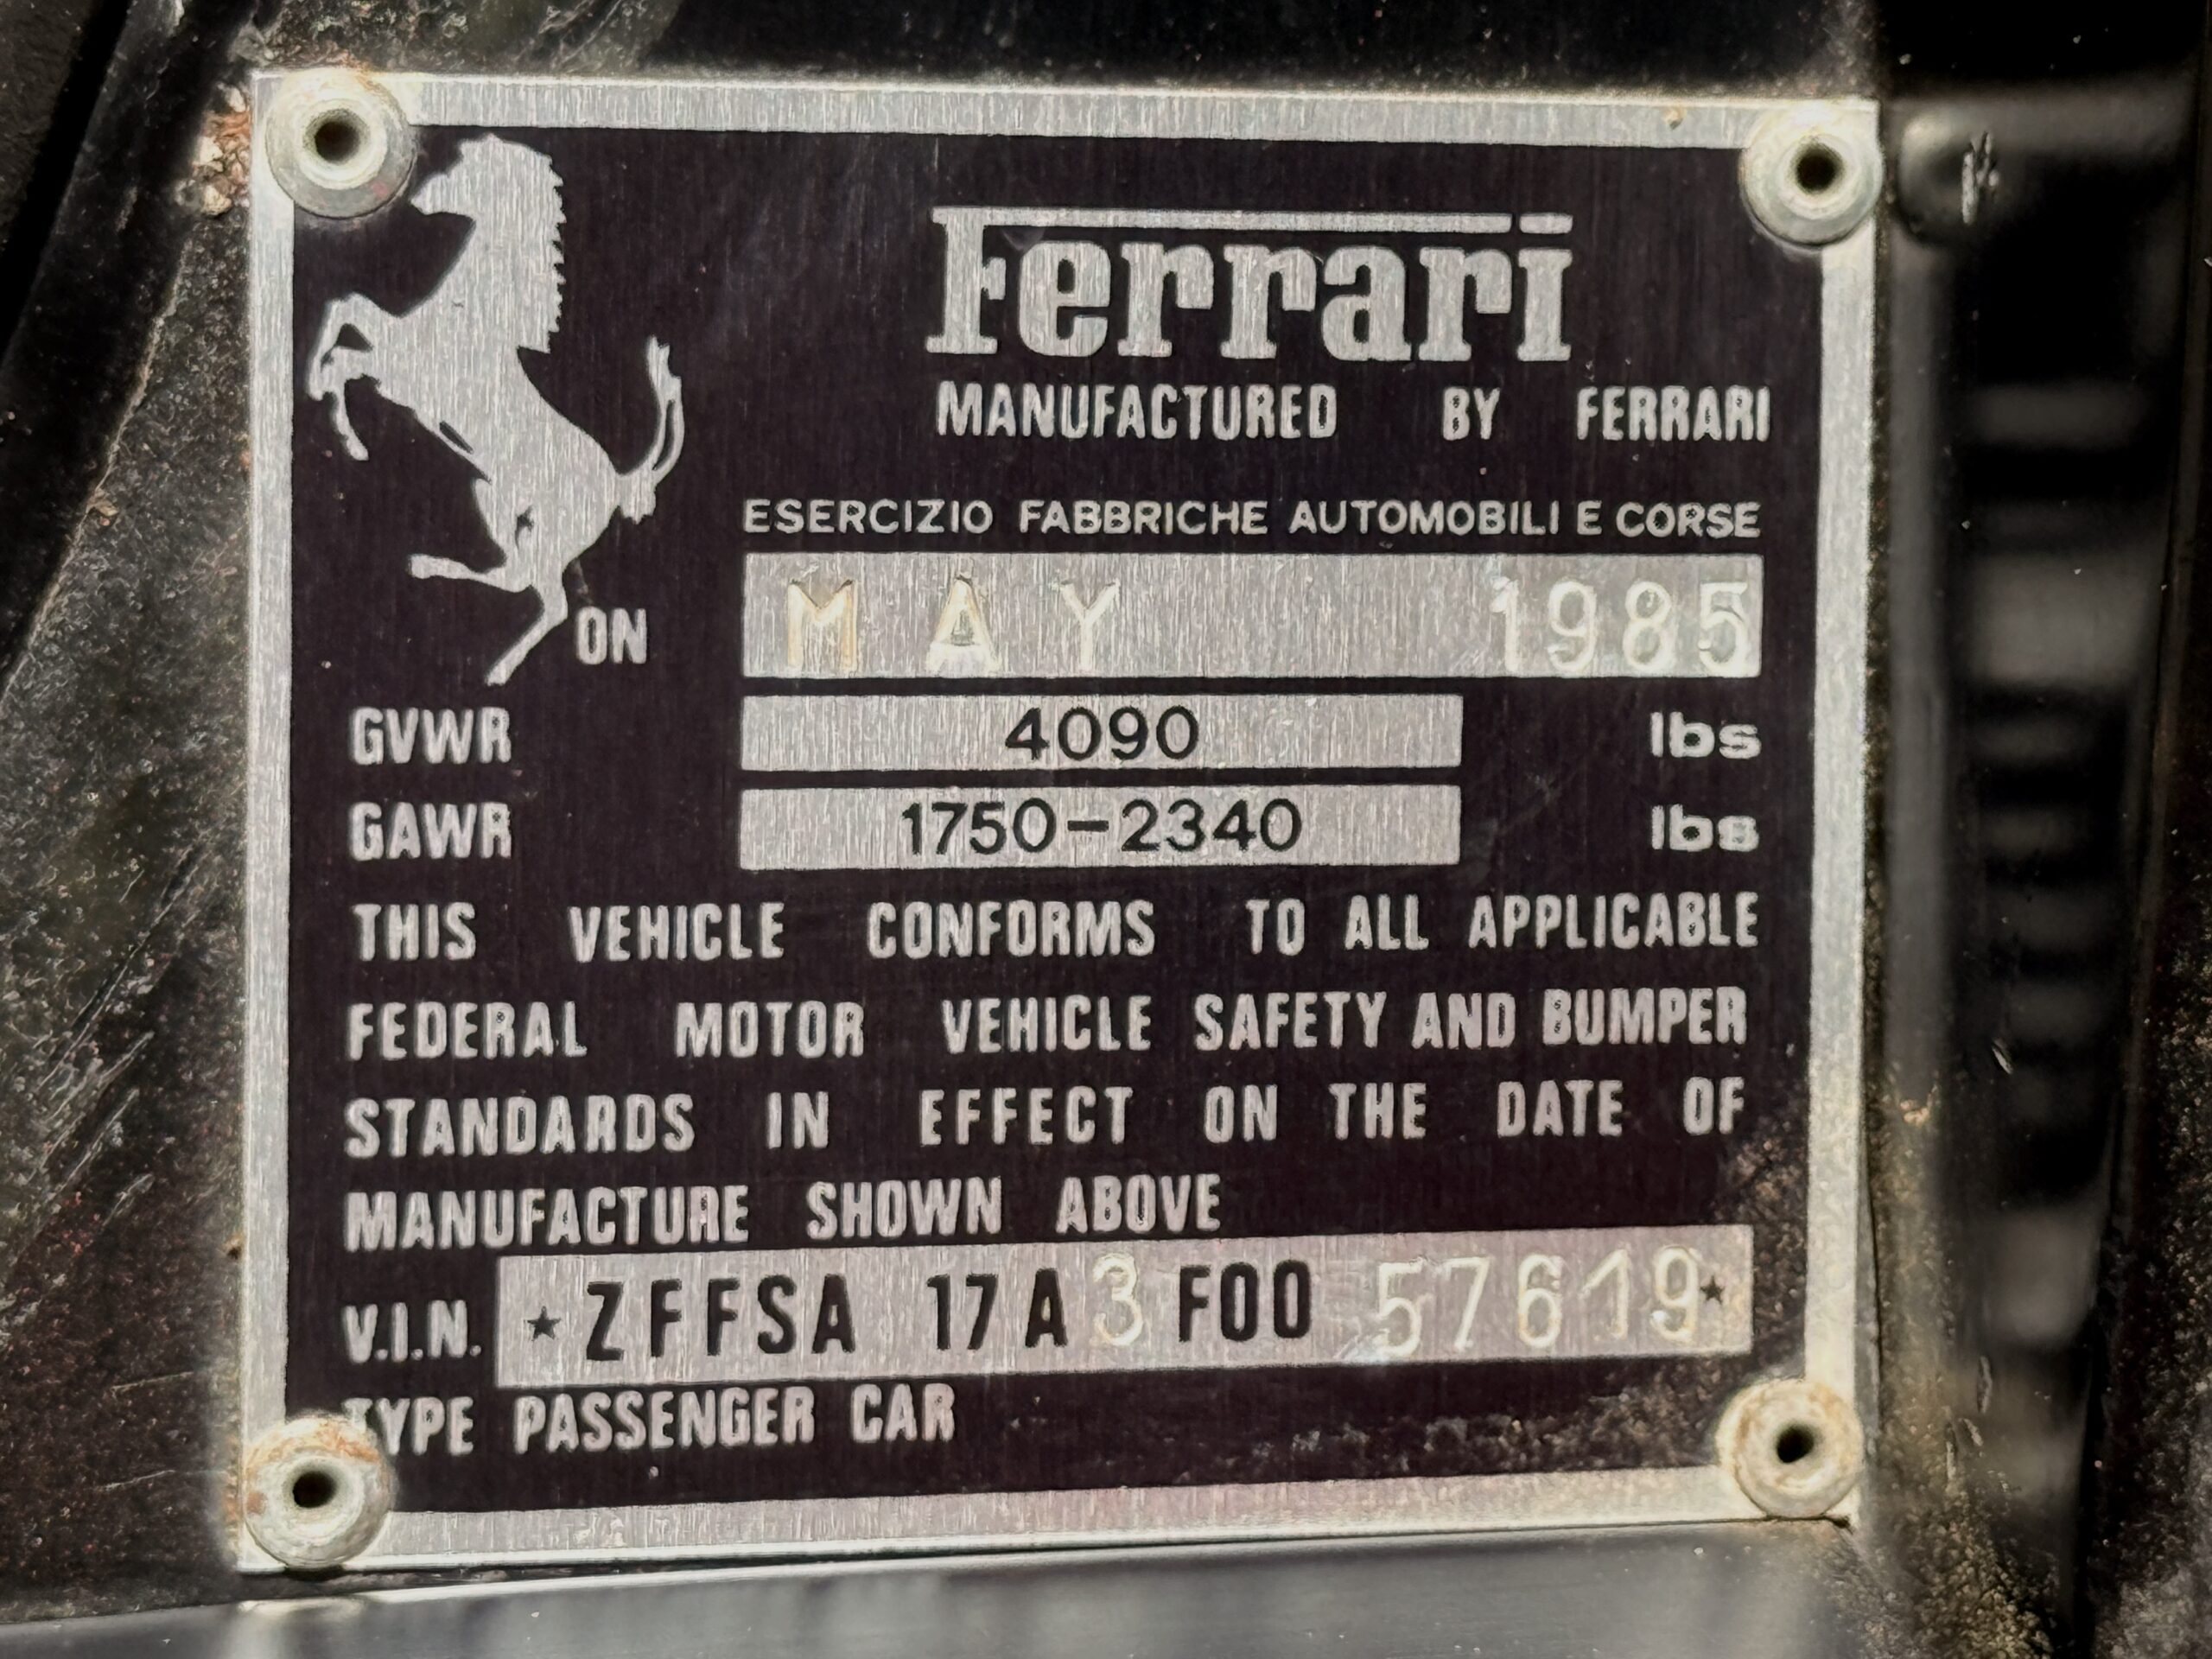 Ferrari
MANUFACTURED BY FERRARI
ESERCIZIO FABBRICHE AUTOMOBILI E CORSE
ON MAY 1985
GVWR 4090 lbs
GAWR 1750-2340 lbs
THIS VEHICLE CONFORMS TO ALL APPLICABLE
FEDERAL MOTOR VEHICLE SAFETY AND BUMPER
STANDARDS IN EFFECT ON THE DATE OF
MANUFACTURE SHOWN ABOVE
V.I.N. ★ZFFSA 17A3F00 57619★
TYPE PASSENGER CAR